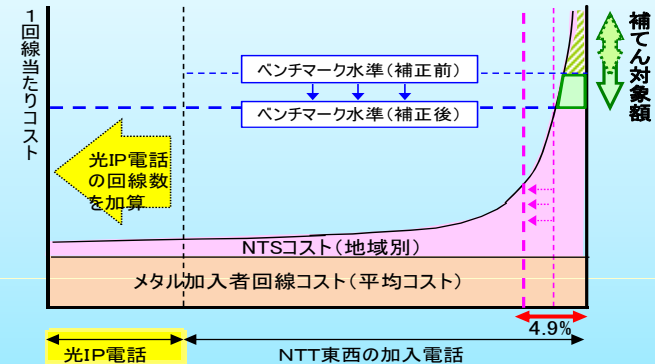 1回線当たりコスト
補てん対象額
ベンチマーク水準(補正前)
ベンチマーク水準(補正後)
光IP電話
の回線数
を加算
NTSコスト(地域別)
メタル加入者回線コスト(平均コスト)
4.9%
光IP電話
NTT東西の加入電話